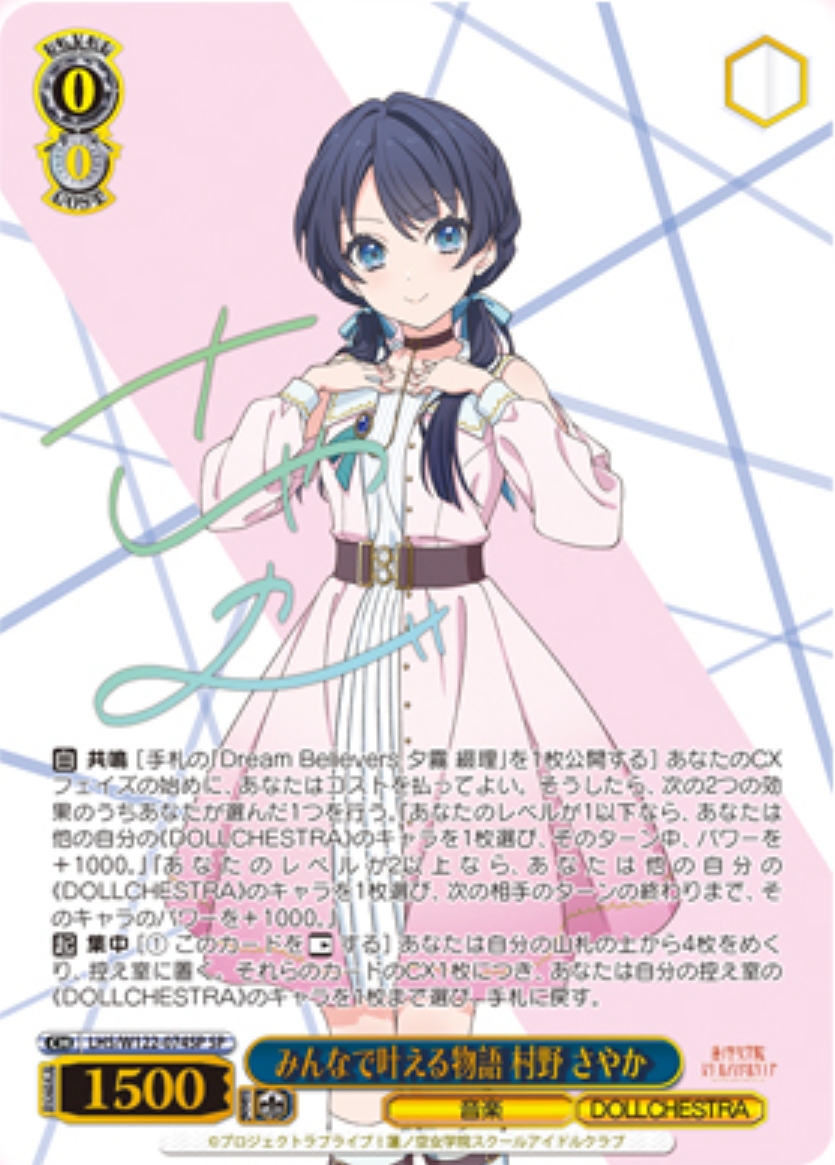 LEVEL
0
0
COST
さやか
自 共鳴［手札の「Dream Believers 夕霧 綴理」を1枚公開する］ あなたのCX
フェイズの始めに、あなたはコストを払ってよい。そうしたら、次の2つの効
果のうちあなたが選んだ1つを行う。『あなたのレベルが1以下なら、あなたは
他の自分の《DOLLCHESTRA》のキャラを1枚選び、そのターン中、パワーを
＋1000。』『あなたのレベルが2以上なら、あなたは他の自分の
《DOLLCHESTRA》のキャラを1枚選び、次の相手のターンの終わりまで、そ
のキャラのパワーを＋1000。』
起 集中［① このカードを する］ あなたは自分の山札の上から4枚をめく
り、控え室に置く。それらのカードのCX1枚につき、あなたは自分の控え室の
《DOLLCHESTRA》のキャラを1枚まで選び、手札に戻す。
CH LHS/W122-074SP SP
POWER 1500
みんなで叶える物語 村野 さやか
音楽 DOLLCHESTRA
©プロジェクトラブライブ！蓮ノ空女学院スクールアイドルクラブ